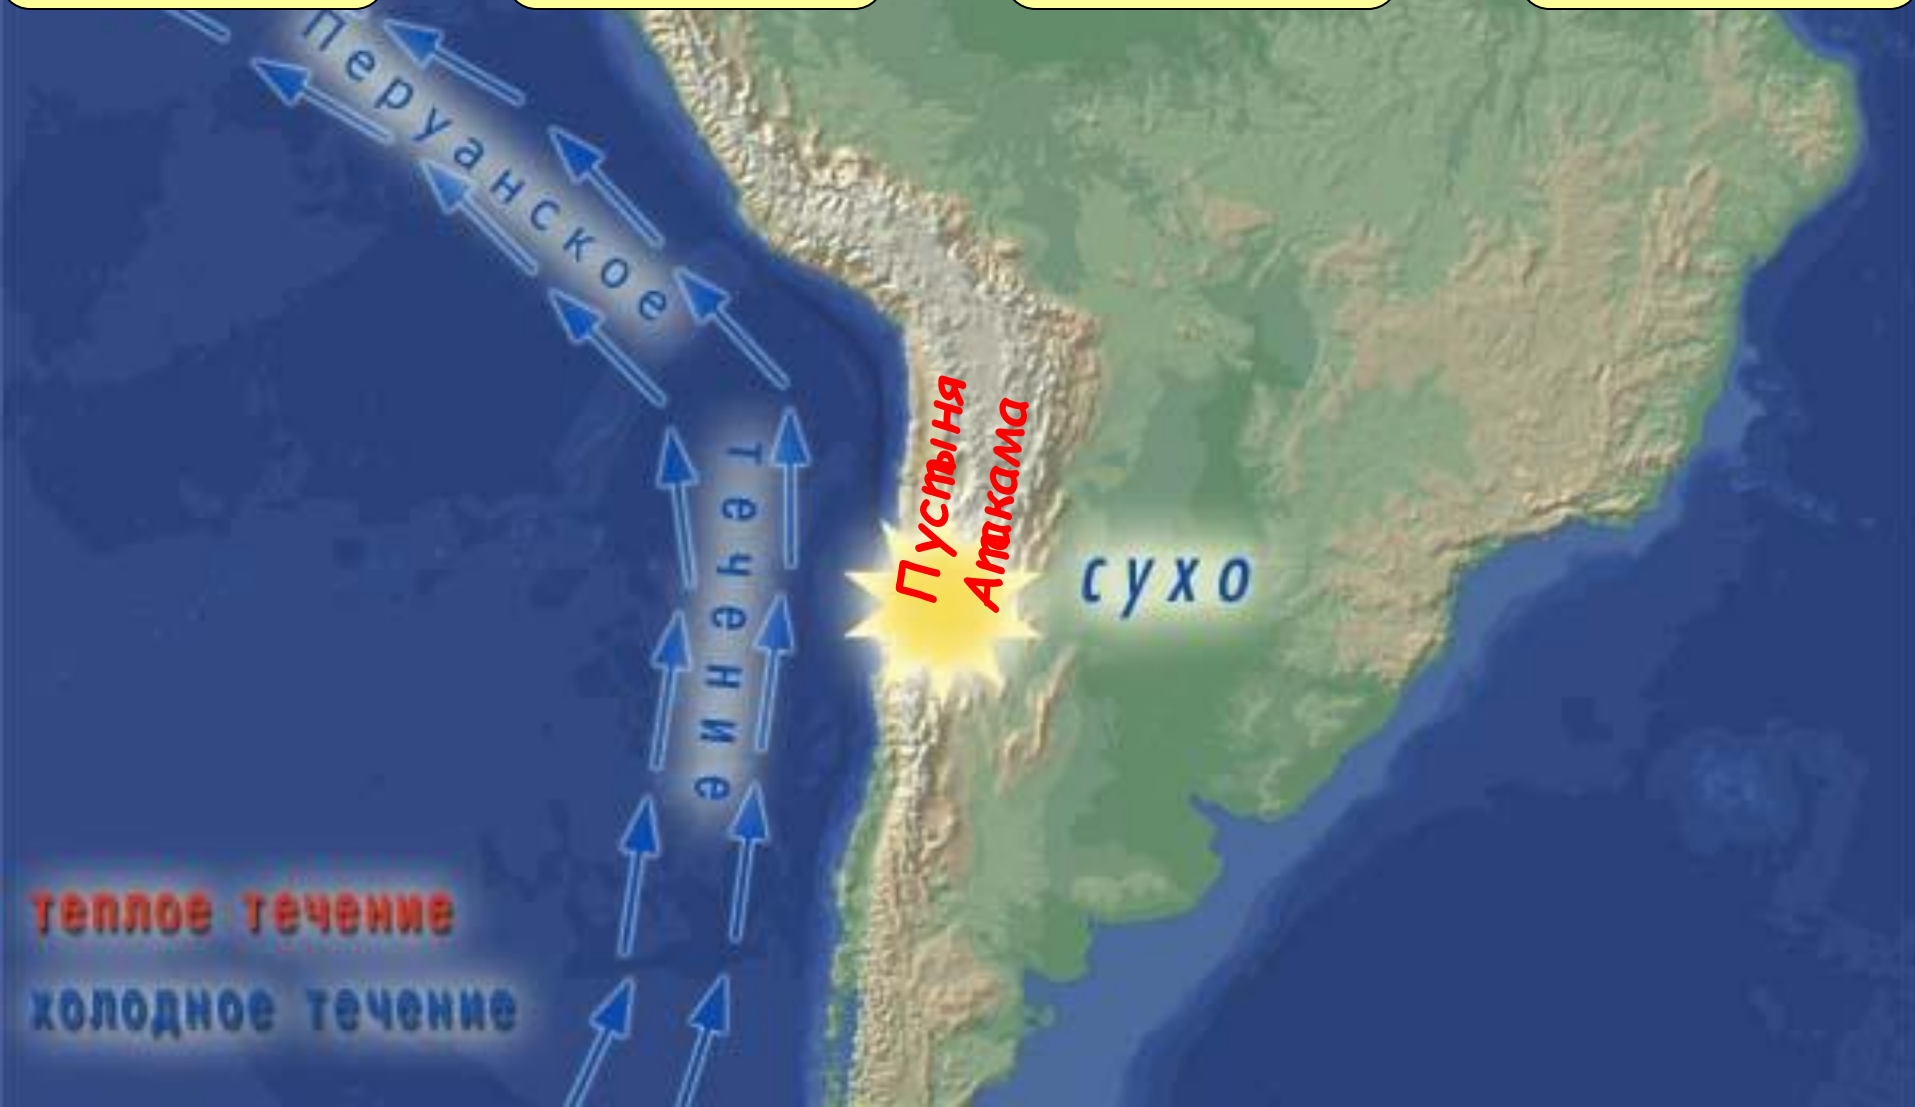 Перуанское
течение
Пустыня
Атакама
сухо
теплое течение
холодное течение